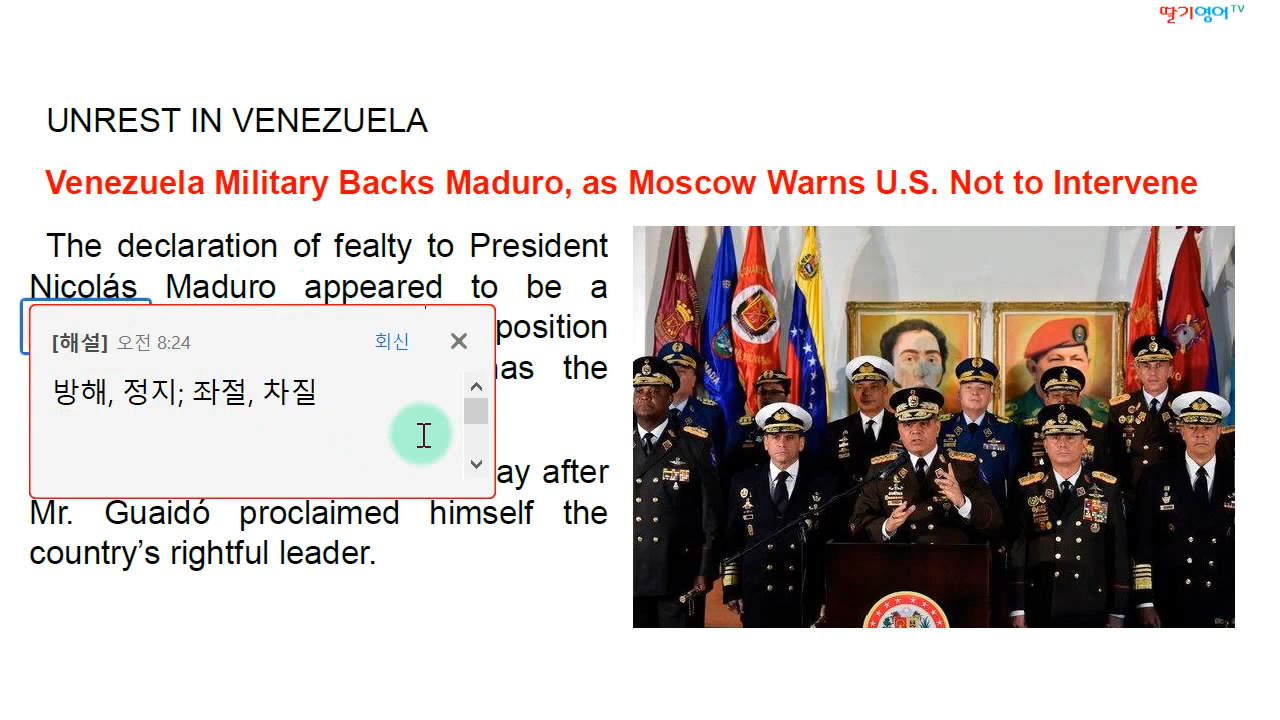 딸기영어TV
UNREST IN VENEZUELA
Venezuela Military Backs Maduro, as Moscow Warns U.S. Not to Intervene
The declaration of fealty to President
Nicolás Maduro appeared to be a
position
has the
[해설] 오전 8:24 회신
방해, 정지; 좌절, 차질
after
Mr. Guaidó proclaimed himself the
country's rightful leader.